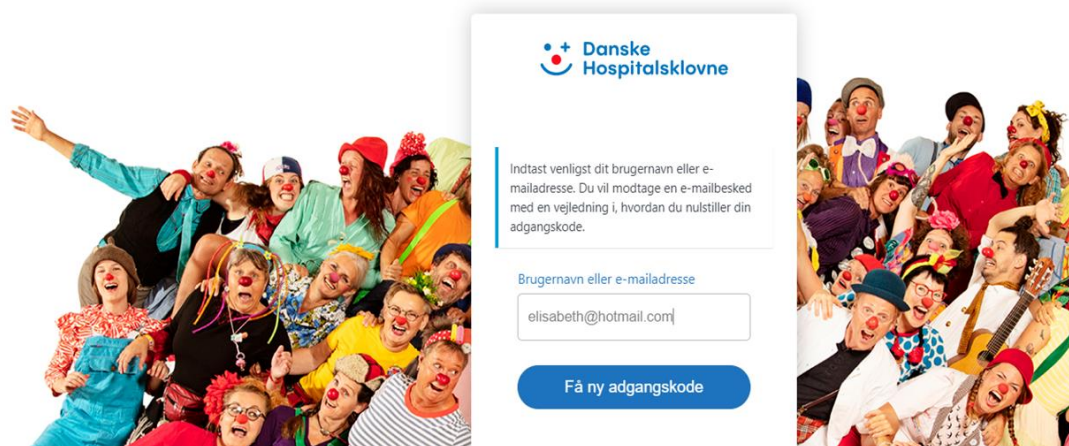 Danske
Hospitalsklovne
Indtast venligst dit brugernavn eller e-
mailadresse. Du vil modtage en e-mailbesked
med en vejledning i, hvordan du nulstiller din
adgangskode.
Brugernavn eller e-mailadresse
elisabeth@hotmail.com
Få ny adgangskode